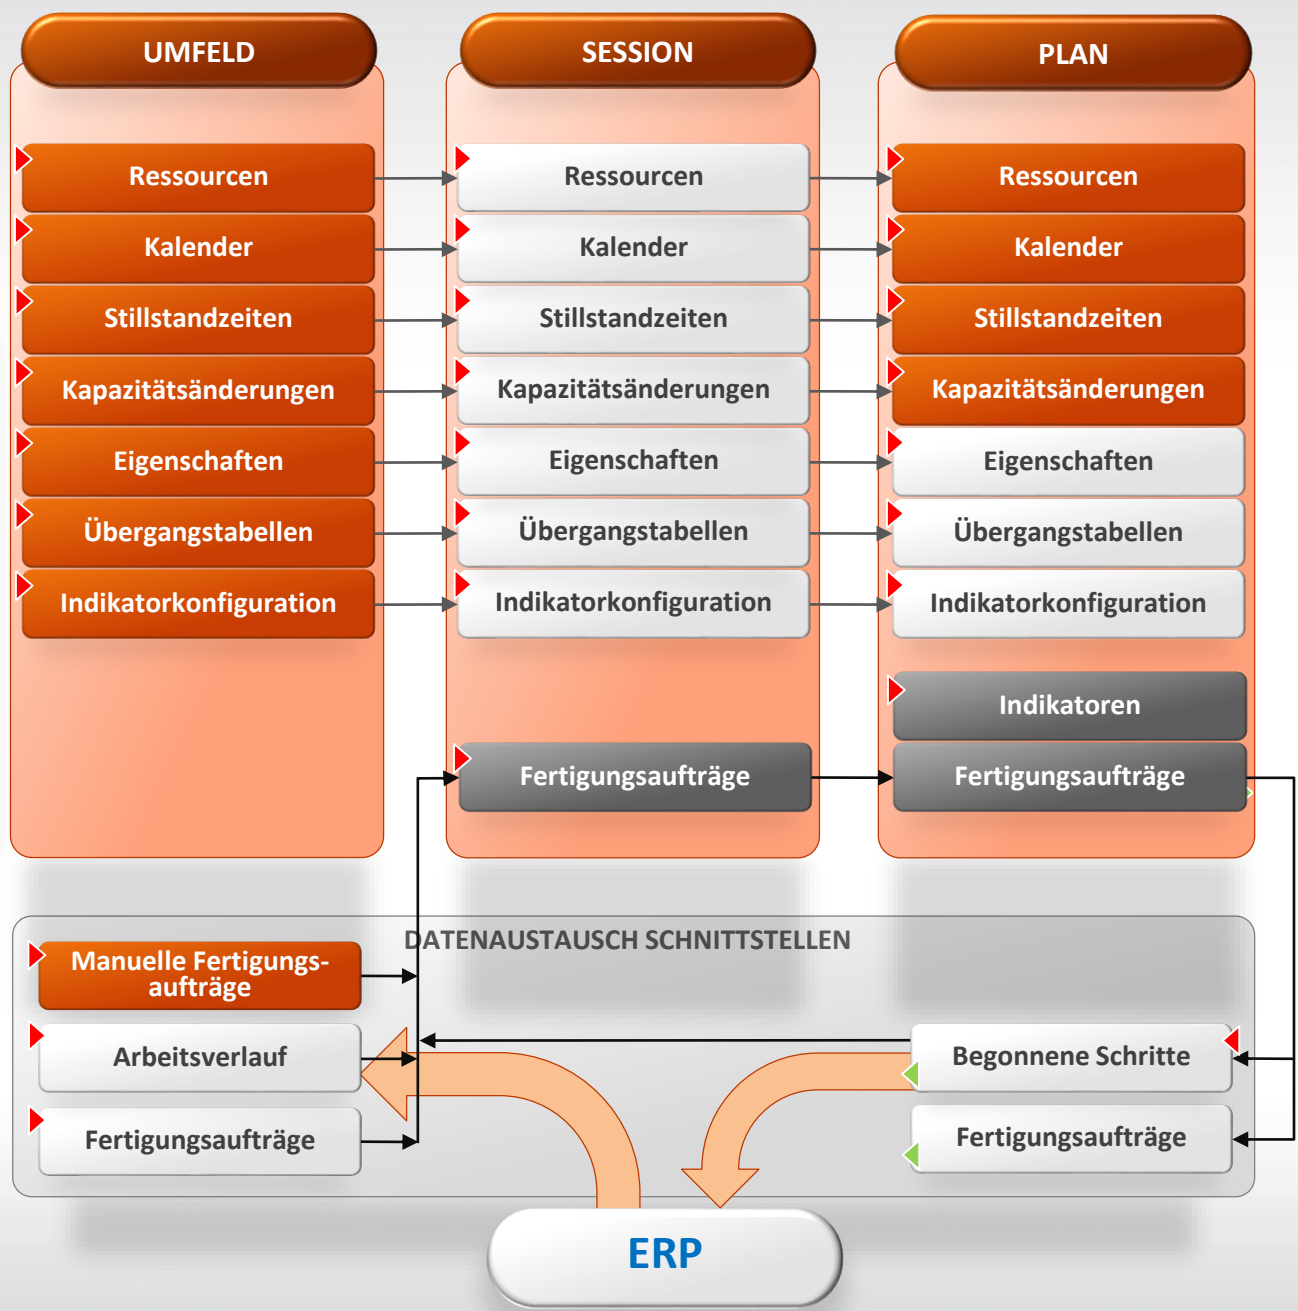 UMFELD
SESSION
PLAN
Ressourcen
Ressourcen
Ressourcen
Kalender
Kalender
Kalender
Stillstandzeiten
Stillstandzeiten
Stillstandzeiten
Kapazitätsänderungen
Kapazitätsänderungen
Kapazitätsänderungen
Eigenschaften
Eigenschaften
Eigenschaften
Übergangstabellen
Übergangstabellen
Übergangstabellen
Indikatorkonfiguration
Indikatorkonfiguration
Indikatorkonfiguration
Indikatoren
Fertigungsaufträge
Fertigungsaufträge
DATENAUSTAUSCH SCHNITTSTELLEN
Manuelle Fertigungs-
aufträge
Arbeitsverlauf
Begonnene Schritte
Fertigungsaufträge
Fertigungsaufträge
ERP